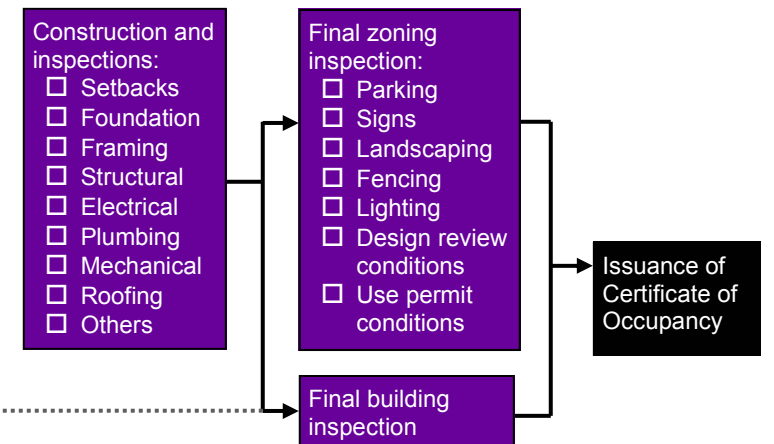 Construction and
inspections:
☐ Setbacks
☐ Foundation
☐ Framing
☐ Structural
☐ Electrical
☐ Plumbing
☐ Mechanical
☐ Roofing
☐ Others
Final zoning
inspection:
☐ Parking
☐ Signs
☐ Landscaping
☐ Fencing
☐ Lighting
☐ Design review
conditions
☐ Use permit
conditions
Final building
inspection
Issuance of
Certificate of
Occupancy